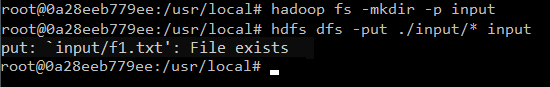 root@0a28eeb779ee:/usr/local# hadoop fs -mkdir -p input
root@0a28eeb779ee:/usr/local# hdfs dfs -put ./input/* input
put: `input/f1.txt': File exists
root@0a28eeb779ee:/usr/local#